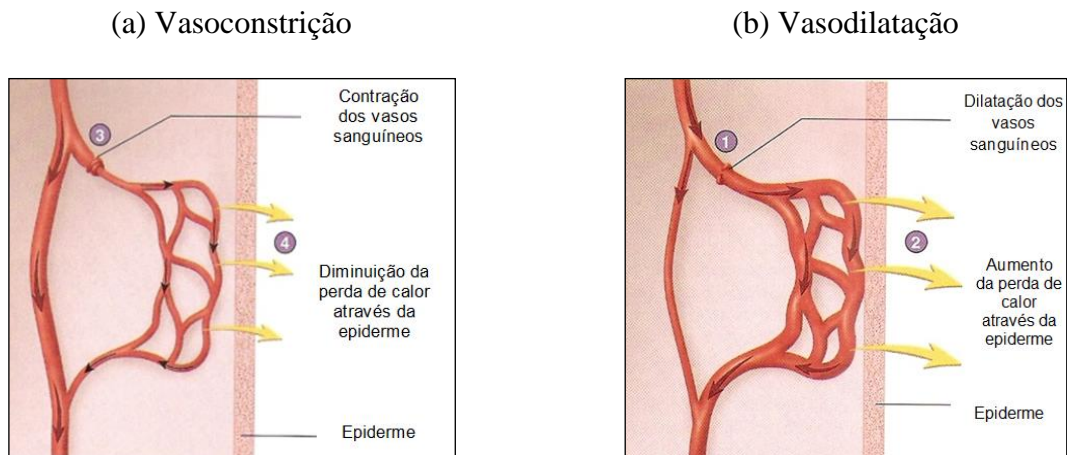 (a) Vasoconstrição
(b) Vasodilatação
3
Contração
dos vasos
sanguíneos
4
Diminuição da
perda de calor
através da
epiderme
Epiderme
1
Dilatação dos
vasos
sanguíneos
2
Aumento
da perda de
calor
através da
epiderme
Epiderme